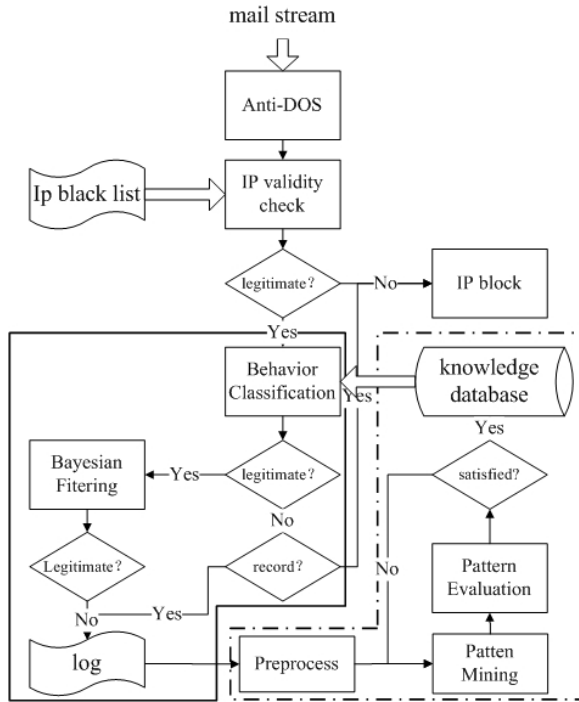 mail stream
Anti-DOS
Ip black list
IP validity
check
legitimate?
No
IP block
Yes
Behavior
Classification
Yes
knowledge
database
Yes
Bayesian
Fitering
Yes
legitimate?
satisfied?
No
Legitimate?
record?
No
Pattern
Evaluation
No
Yes
log
Preprocess
Patten
Mining